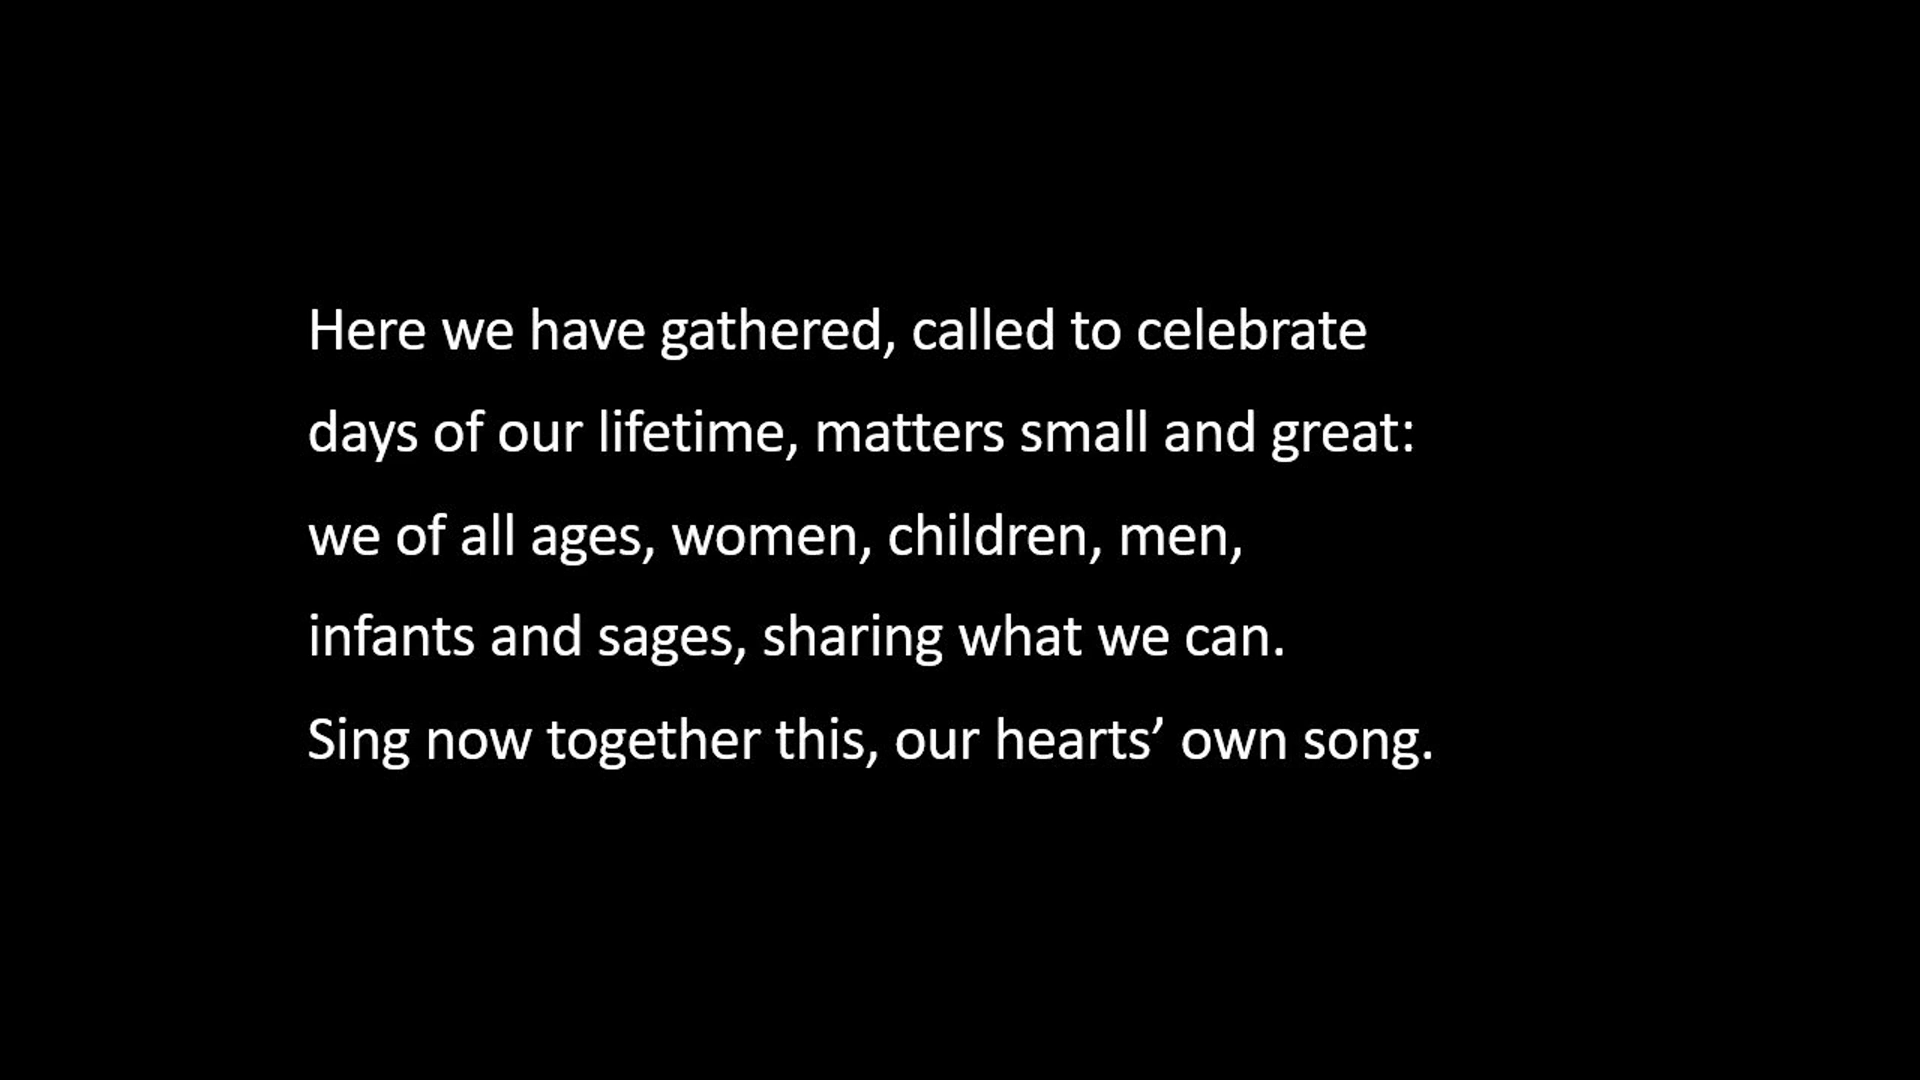 Here we have gathered, called to celebrate
days of our lifetime, matters small and great:
we of all ages, women, children, men,
infants and sages, sharing what we can.
Sing now together this, our hearts’ own song.